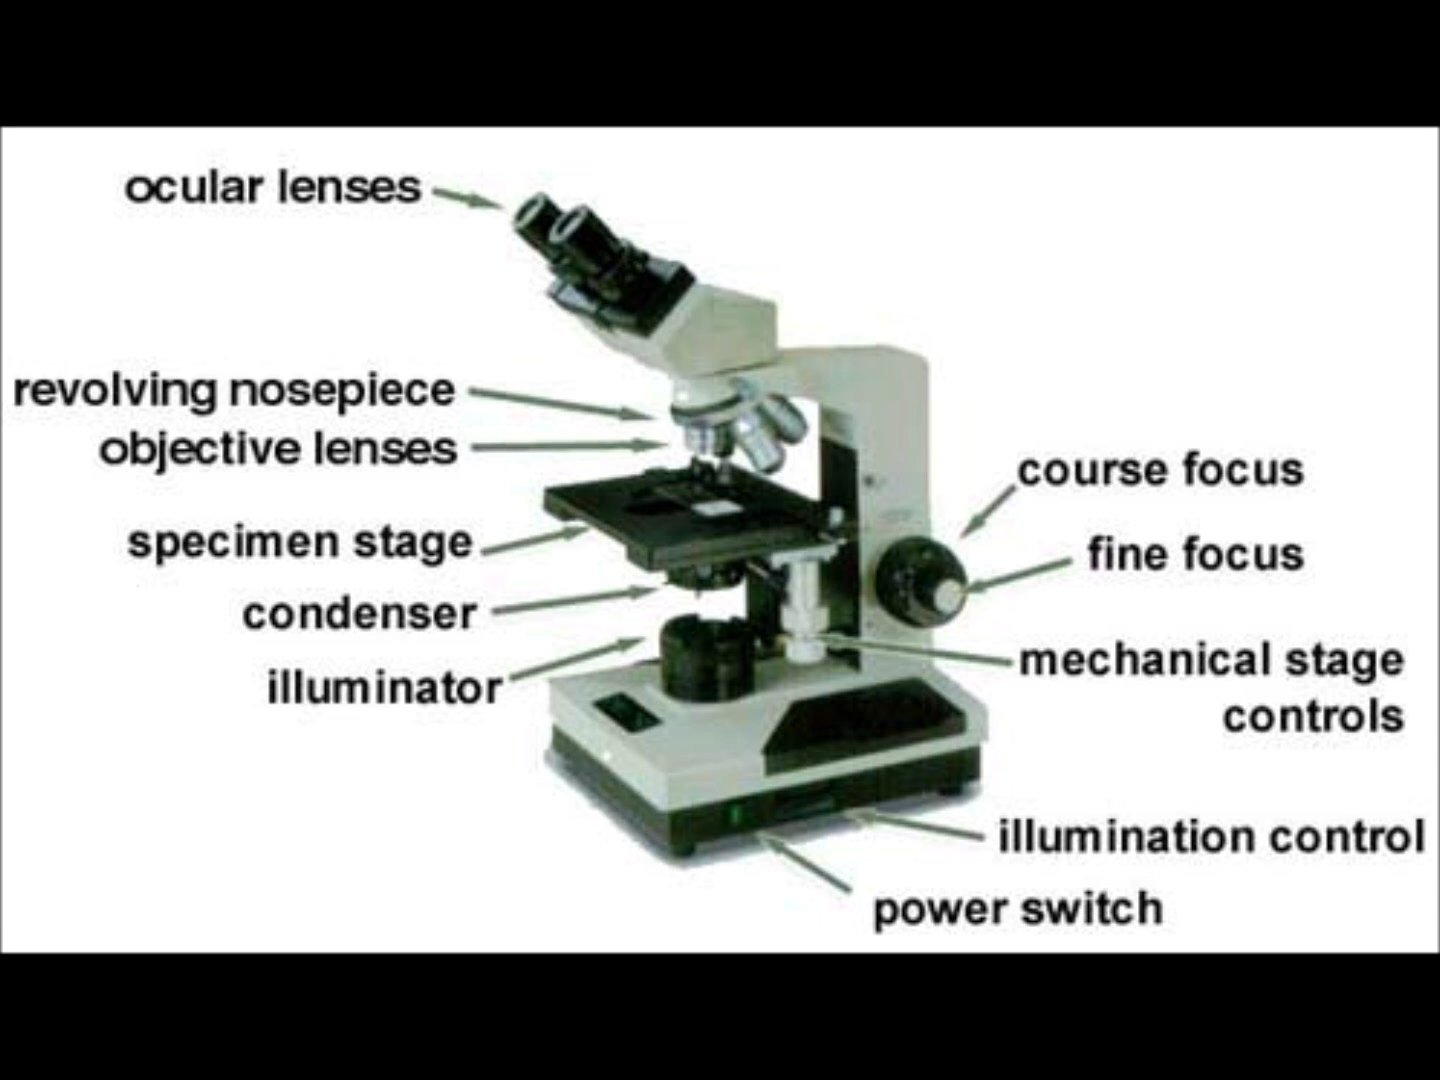 ocular lenses
revolving nosepiece
objective lenses
specimen stage
condenser
illuminator
course focus
fine focus
mechanical stage
controls
illumination control
power switch